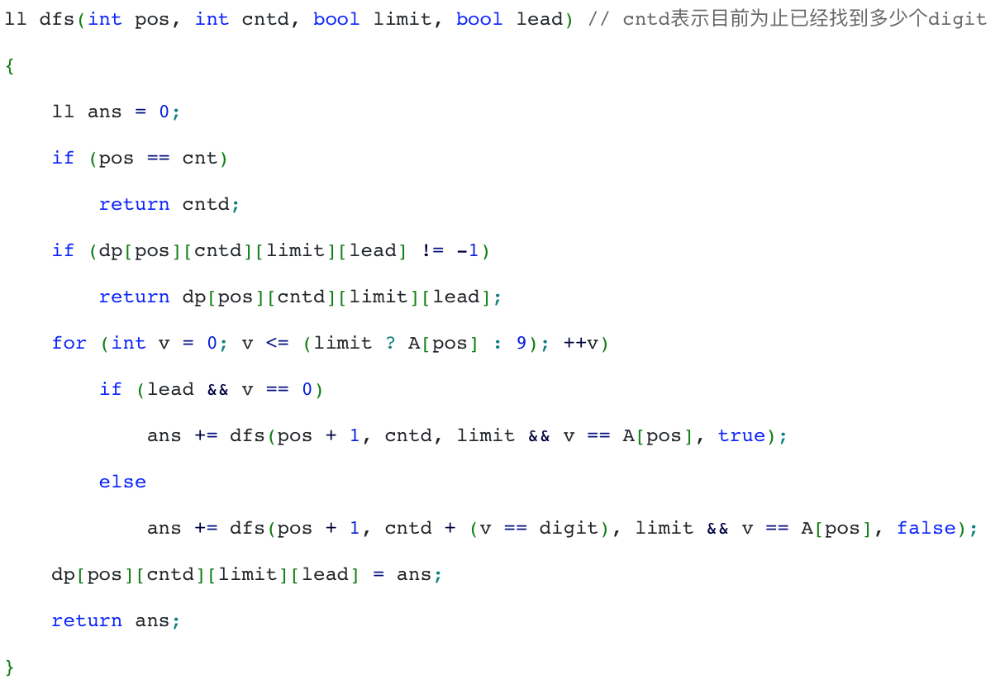 ll dfs(int pos, int cntd, bool limit, bool lead) // cntd表示目前为止已经找到多少个digit
{
    ll ans = 0;
    if (pos == cnt)
        return cntd;
    if (dp[pos][cntd][limit][lead] != -1)
        return dp[pos][cntd][limit][lead];
    for (int v = 0; v <= (limit ? A[pos] : 9); ++v)
        if (lead && v == 0)
            ans += dfs(pos + 1, cntd, limit && v == A[pos], true);
        else
            ans += dfs(pos + 1, cntd + (v == digit), limit && v == A[pos], false);
    dp[pos][cntd][limit][lead] = ans;
    return ans;
}